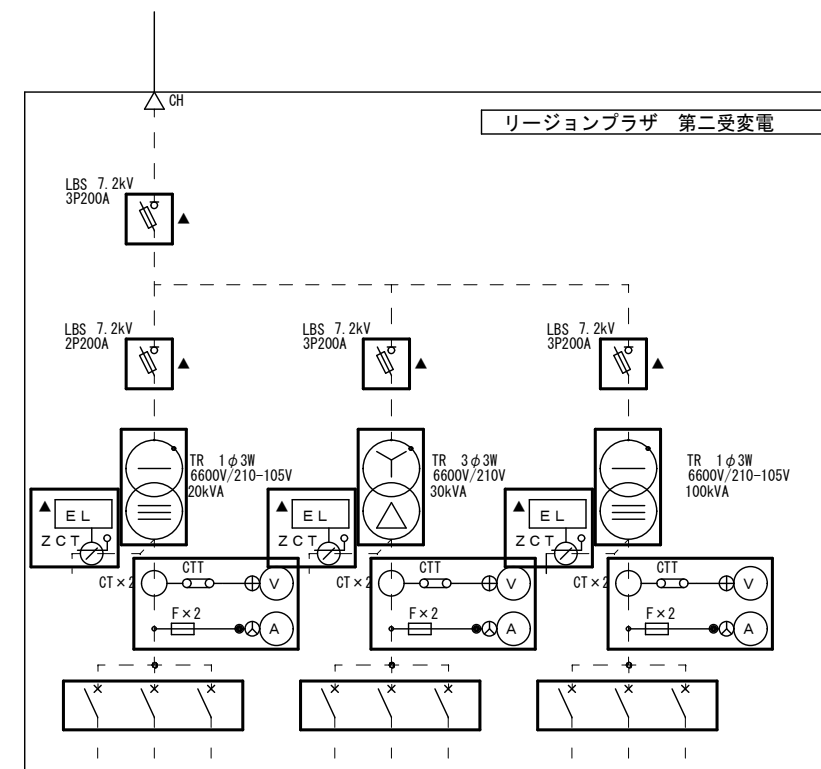 CH
リージョンプラザ 第二受変電
LBS 7.2kV
3P200A
▲
LBS 7.2kV
2P200A
▲
LBS 7.2kV
3P200A
▲
LBS 7.2kV
3P200A
▲
TR 1φ3W
6600V/210-105V
20kVA
TR 3φ3W
6600V/210V
30kVA
TR 1φ3W
6600V/210-105V
100kVA
▲
EL
ZCT
▲
EL
ZCT
▲
EL
ZCT
CT×2
CTT
V
F×2
A
CT×2
CTT
V
F×2
A
CT×2
CTT
V
F×2
A